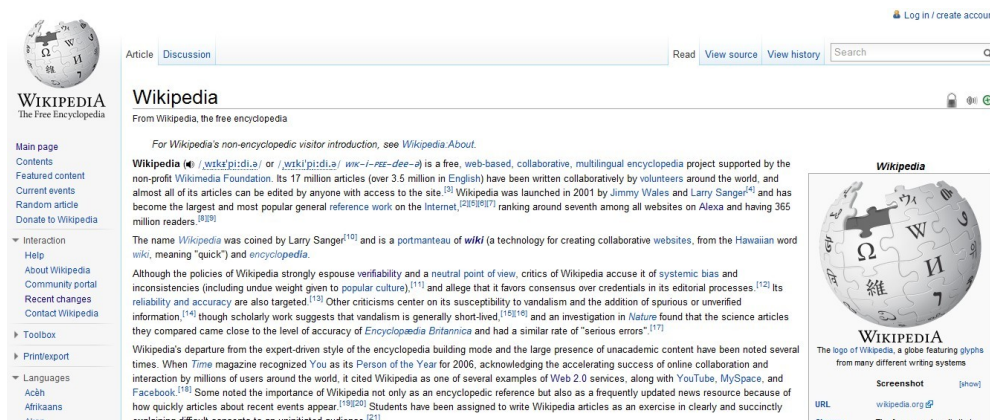 Log in / create accoun
Article Discussion Read View source View history Search
WIKIPEDIA
The Free Encyclopedia
Main page
Contents
Featured content
Current events
Random article
Donate to Wikipedia
Interaction
Help
About Wikipedia
Community portal
Recent changes
Contact Wikipedia
Toolbox
Print/export
Languages
Acèh
Afrikaans
Wikipedia
From Wikipedia, the free encyclopedia
For Wikipedia's non-encyclopedic visitor introduction, see Wikipedia:About.
Wikipedia (/ˌwɪkɪˈpiːdi.ə/ or /ˌwɪkiˈpiːdi.ə/ WIK-i-PEE-dee-ə) is a free, web-based, collaborative, multilingual encyclopedia project supported by the
non-profit Wikimedia Foundation. Its 17 million articles (over 3.5 million in English) have been written collaboratively by volunteers around the world, and
almost all of its articles can be edited by anyone with access to the site.[3] Wikipedia was launched in 2001 by Jimmy Wales and Larry Sanger[4] and has
become the largest and most popular general reference work on the Internet,[2][5][6][7] ranking around seventh among all websites on Alexa and having 365
million readers.[8][9]
The name Wikipedia was coined by Larry Sanger[10] and is a portmanteau of wiki (a technology for creating collaborative websites, from the Hawaiian word
wiki, meaning "quick") and encyclopedia.
Although the policies of Wikipedia strongly espouse verifiability and a neutral point of view, critics of Wikipedia accuse it of systemic bias and
inconsistencies (including undue weight given to popular culture),[11] and allege that it favors consensus over credentials in its editorial processes.[12] Its
reliability and accuracy are also targeted.[13] Other criticisms center on its susceptibility to vandalism and the addition of spurious or unverified
information,[14] though scholarly work suggests that vandalism is generally short-lived,[15][16] and an investigation in Nature found that the science articles
they compared came close to the level of accuracy of Encyclopædia Britannica and had a similar rate of "serious errors".[17]
Wikipedia's departure from the expert-driven style of the encyclopedia building mode and the large presence of unacademic content have been noted several
times. When Time magazine recognized You as its Person of the Year for 2006, acknowledging the accelerating success of online collaboration and
interaction by millions of users around the world, it cited Wikipedia as one of several examples of Web 2.0 services, along with YouTube, MySpace, and
Facebook.[18] Some noted the importance of Wikipedia not only as an encyclopedic reference but also as a frequently updated news resource because of
how quickly articles about recent events appear.[19][20] Students have been assigned to write Wikipedia articles as an exercise in clearly and succinctly
Wikipedia
WIKIPEDIA
The logo of Wikipedia, a globe featuring glyphs
from many different writing systems
Screenshot [show]
URL wikipedia.org